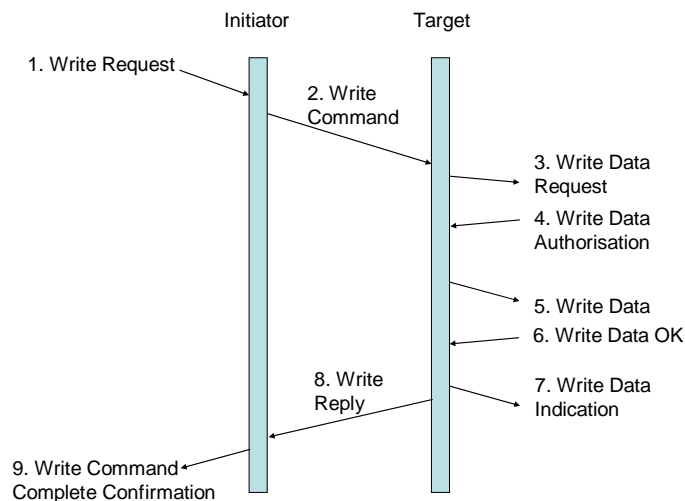 Initiator
Target
1. Write Request
2. Write
Command
3. Write Data
Request
4. Write Data
Authorisation
5. Write Data
6. Write Data OK
7. Write Data
Indication
8. Write
Reply
9. Write Command
Complete Confirmation